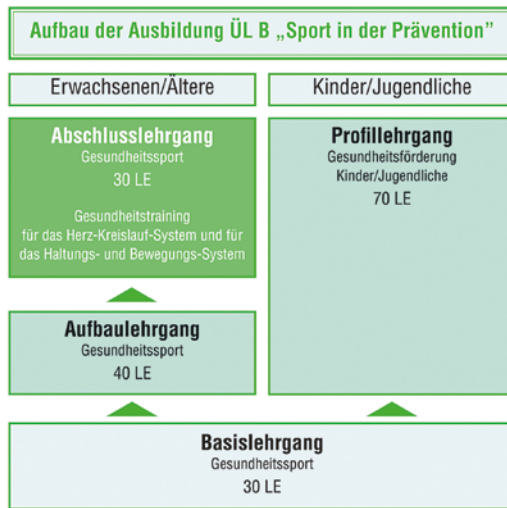 Aufbau der Ausbildung ÜL B „Sport in der Prävention”
Erwachsenen/Ältere
Kinder/Jugendliche
Abschlusslehrgang
Gesundheitssport
30 LE
Gesundheitstraining
für das Herz-Kreislauf-System und für
das Haltungs- und Bewegungs-System
Profillehrgang
Gesundheitsförderung
Kinder/Jugendliche
70 LE
Aufbaulehrgang
Gesundheitssport
40 LE
Basislehrgang
Gesundheitssport
30 LE